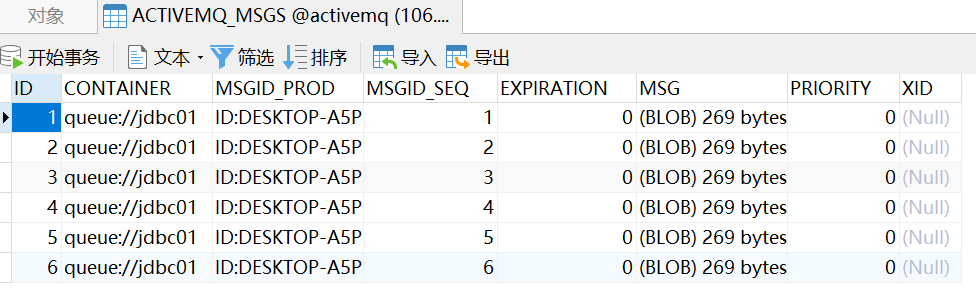 对象 ACTIVEMQ_MSGS @activemq (106....
开始事务 文本 筛选 排序 导入 导出
ID CONTAINER MSGID_PROD MSGID_SEQ EXPIRATION MSG PRIORITY XID
1 queue://jdbc01 ID:DESKTOP-A5P 1 0 (BLOB) 269 bytes 0 (Null)
2 queue://jdbc01 ID:DESKTOP-A5P 2 0 (BLOB) 269 bytes 0 (Null)
3 queue://jdbc01 ID:DESKTOP-A5P 3 0 (BLOB) 269 bytes 0 (Null)
4 queue://jdbc01 ID:DESKTOP-A5P 4 0 (BLOB) 269 bytes 0 (Null)
5 queue://jdbc01 ID:DESKTOP-A5P 5 0 (BLOB) 269 bytes 0 (Null)
6 queue://jdbc01 ID:DESKTOP-A5P 6 0 (BLOB) 269 bytes 0 (Null)